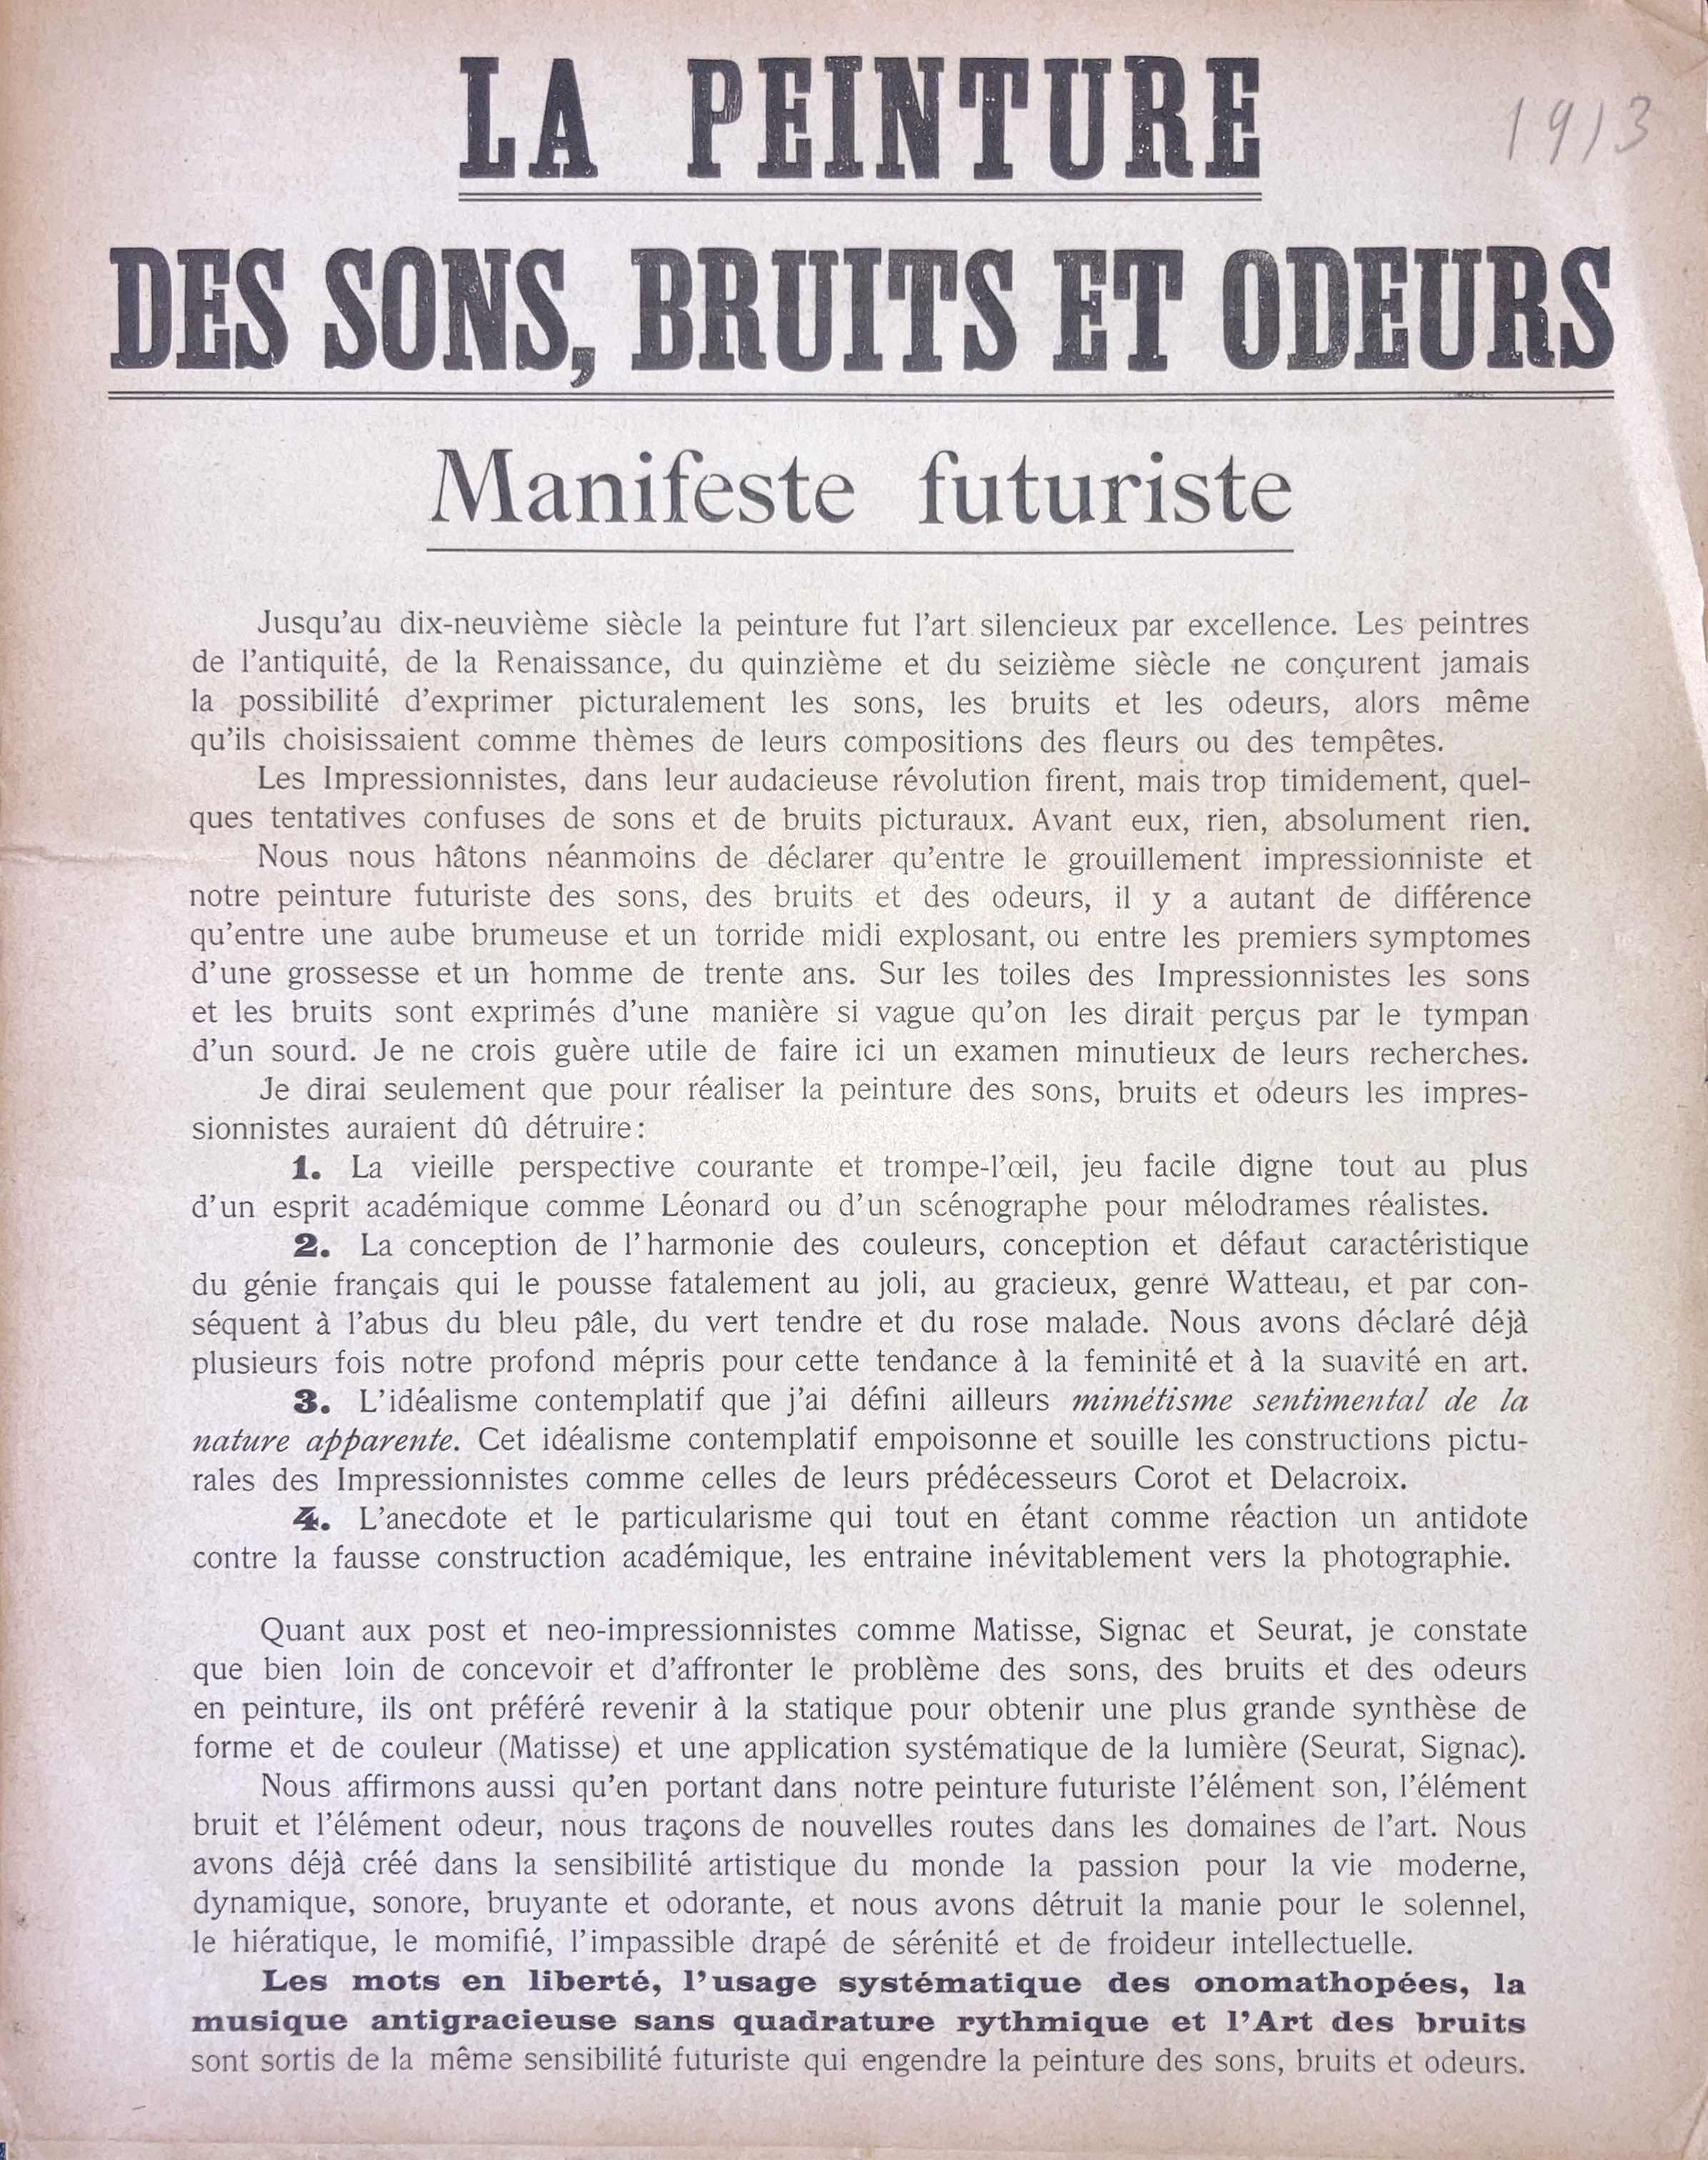 LA PEINTURE
1913
DES SONS, BRUITS ET ODEURS
Manifeste futuriste
Jusqu'au dix-neuvième siècle la peinture fut l'art silencieux par excellence. Les peintres
de l'antiquité, de la Renaissance, du quinzième et du seizième siècle ne conçurent jamais
la possibilité d'exprimer picturalement les sons, les bruits et les odeurs, alors même
qu'ils choisissaient comme thèmes de leurs compositions des fleurs ou des tempêtes.
Les Impressionnistes, dans leur audacieuse révolution firent, mais trop timidement, quel-
ques tentatives confuses de sons et de bruits picturaux. Avant eux, rien, absolument rien.
Nous nous hâtons néanmoins de déclarer qu'entre le grouillement impressionniste et
notre peinture futuriste des sons, des bruits et des odeurs, il y a autant de différence
qu'entre une aube brumeuse et un torride midi explosant, ou entre les premiers symptomes
d'une grossesse et un homme de trente ans. Sur les toiles des Impressionnistes les sons
et les bruits sont exprimés d'une manière si vague qu'on les dirait perçus par le tympan
d'un sourd. Je ne crois guère utile de faire ici un examen minutieux de leurs recherches.
Je dirai seulement que pour réaliser la peinture des sons, bruits et odeurs les impres-
sionnistes auraient dû détruire:
1. La vieille perspective courante et trompe-l'œil, jeu facile digne tout au plus
d'un esprit académique comme Léonard ou d'un scénographe pour mélodrames réalistes.
2. La conception de l'harmonie des couleurs, conception et défaut caractéristique
du génie français qui le pousse fatalement au joli, au gracieux, genre Watteau, et par con-
séquent à l'abus du bleu pâle, du vert tendre et du rose malade. Nous avons déclaré déjà
plusieurs fois notre profond mépris pour cette tendance à la feminité et à la suavité en art.
3. L'idéalisme contemplatif que j'ai défini ailleurs mimétisme sentimental de la
nature apparente. Cet idéalisme contemplatif empoisonne et souille les constructions pictu-
rales des Impressionnistes comme celles de leurs prédécesseurs Corot et Delacroix.
4. L'anecdote et le particularisme qui tout en étant comme réaction un antidote
contre la fausse construction académique, les entraine inévitablement vers la photographie.
Quant aux post et neo-impressionnistes comme Matisse, Signac et Seurat, je constate
que bien loin de concevoir et d'affronter le problème des sons, des bruits et des odeurs
en peinture, ils ont préféré revenir à la statique pour obtenir une plus grande synthèse de
forme et de couleur (Matisse) et une application systématique de la lumière (Seurat, Signac).
Nous affirmons aussi qu'en portant dans notre peinture futuriste l'élément son, l'élément
bruit et l'élément odeur, nous traçons de nouvelles routes dans les domaines de l'art. Nous
avons déjà créé dans la sensibilité artistique du monde la passion pour la vie moderne,
dynamique, sonore, bruyante et odorante, et nous avons détruit la manie pour le solennel,
le hiératique, le momifié, l'impassible drapé de sérénité et de froideur intellectuelle.
Les mots en liberté, l'usage systématique des onomathopées, la
musique antigracieuse sans quadrature rythmique et l'Art des bruits
sont sortis de la même sensibilité futuriste qui engendre la peinture des sons, bruits et odeurs.